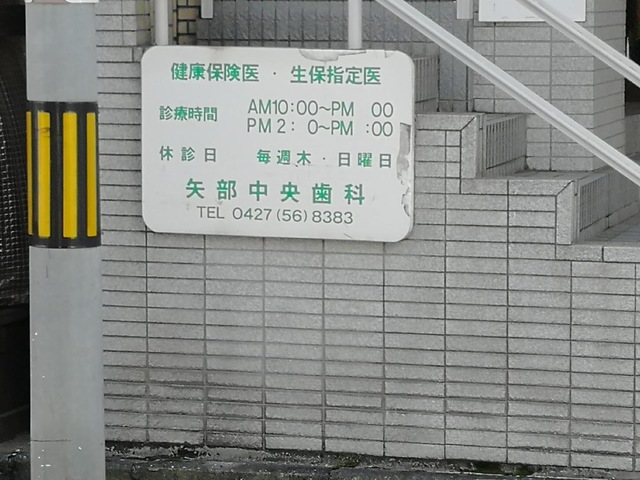 健康保険医・生保指定医
診療時間 AM10:00〜PM 00
PM2: 0〜PM :00
休診日 毎週木・日曜日
矢部中央歯科
TEL 0427(56)8383